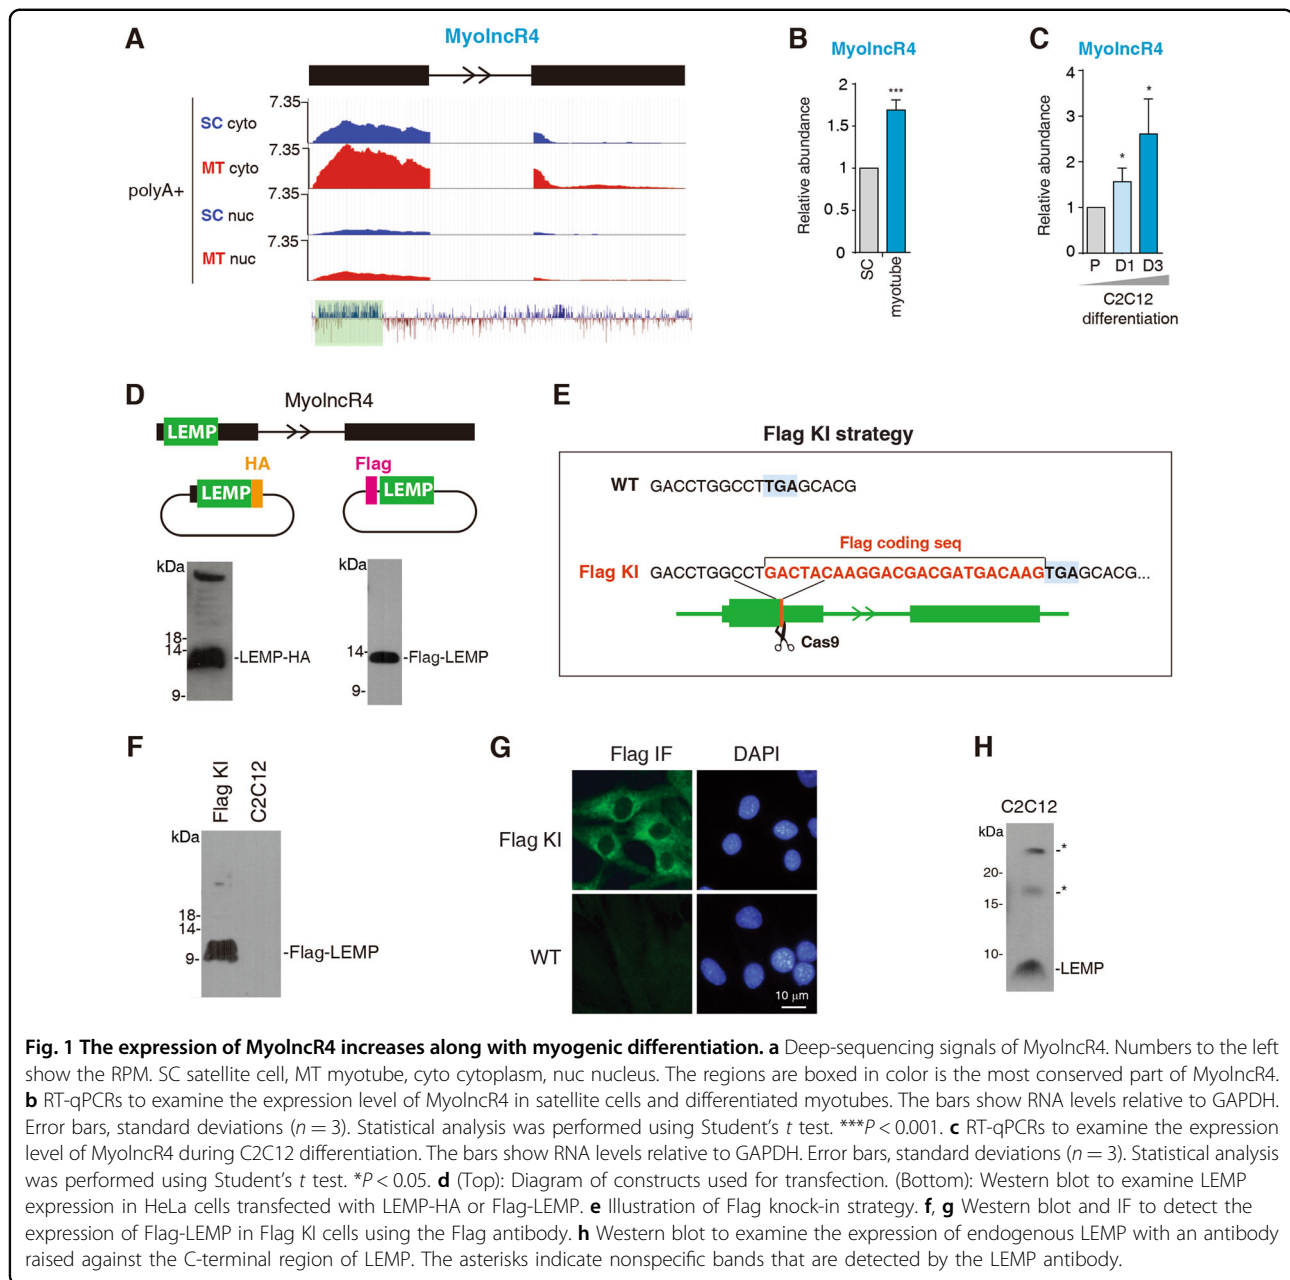 A
MyolncR4
polyA+
7.35
SC cyto
7.35
MT cyto
7.35
SC nuc
7.35
MT nuc
B
MyolncR4
Relative abundance
2
1.5
1
0.5
0
***
SC
myotube
C
MyolncR4
Relative abundance
4
3
2
1
0
*
*
P D1 D3
C2C12
differentiation
D
MyolncR4
LEMP
HA
LEMP
Flag
LEMP
kDa
18-
14-
9-
-LEMP-HA
kDa
14-
9-
-Flag-LEMP
E
Flag KI strategy
WT GACCTGGCCTTGAGCACG
Flag coding seq
Flag KI GACCTGGCCTGACTACAAGGACGACGATGACAAGTGAGCACG...
Cas9
F
Flag KI
C2C12
kDa
18-
14-
9-
-Flag-LEMP
G
Flag IF DAPI
Flag KI
WT
10 µm
H
C2C12
kDa
20-
15-
10-
-*
-*
-LEMP
Fig. 1 The expression of MyolncR4 increases along with myogenic differentiation. a Deep-sequencing signals of MyolncR4. Numbers to the left
show the RPM. SC satellite cell, MT myotube, cyto cytoplasm, nuc nucleus. The regions are boxed in color is the most conserved part of MyolncR4.
b RT-qPCRs to examine the expression level of MyolncR4 in satellite cells and differentiated myotubes. The bars show RNA levels relative to GAPDH.
Error bars, standard deviations (n = 3). Statistical analysis was performed using Student's t test. ***P < 0.001. c RT-qPCRs to examine the expression
level of MyolncR4 during C2C12 differentiation. The bars show RNA levels relative to GAPDH. Error bars, standard deviations (n = 3). Statistical analysis
was performed using Student's t test. *P < 0.05. d (Top): Diagram of constructs used for transfection. (Bottom): Western blot to examine LEMP
expression in HeLa cells transfected with LEMP-HA or Flag-LEMP. e Illustration of Flag knock-in strategy. f, g Western blot and IF to detect the
expression of Flag-LEMP in Flag KI cells using the Flag antibody. h Western blot to examine the expression of endogenous LEMP with an antibody
raised against the C-terminal region of LEMP. The asterisks indicate nonspecific bands that are detected by the LEMP antibody.